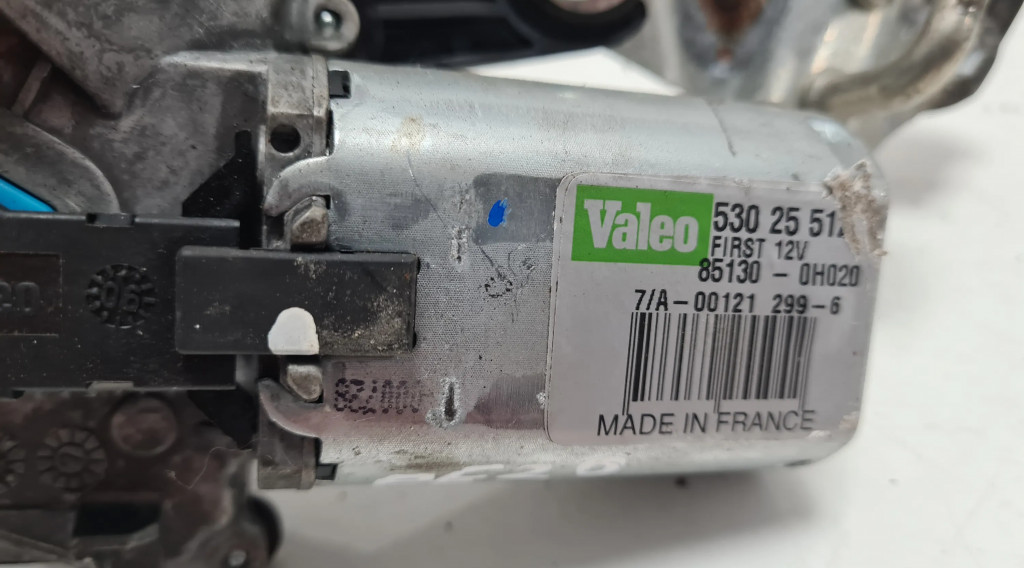 Valeo
530 25 51
FIRST 12V
85130 - 0H020
7/A-00121 299-6
MADE IN FRANCE